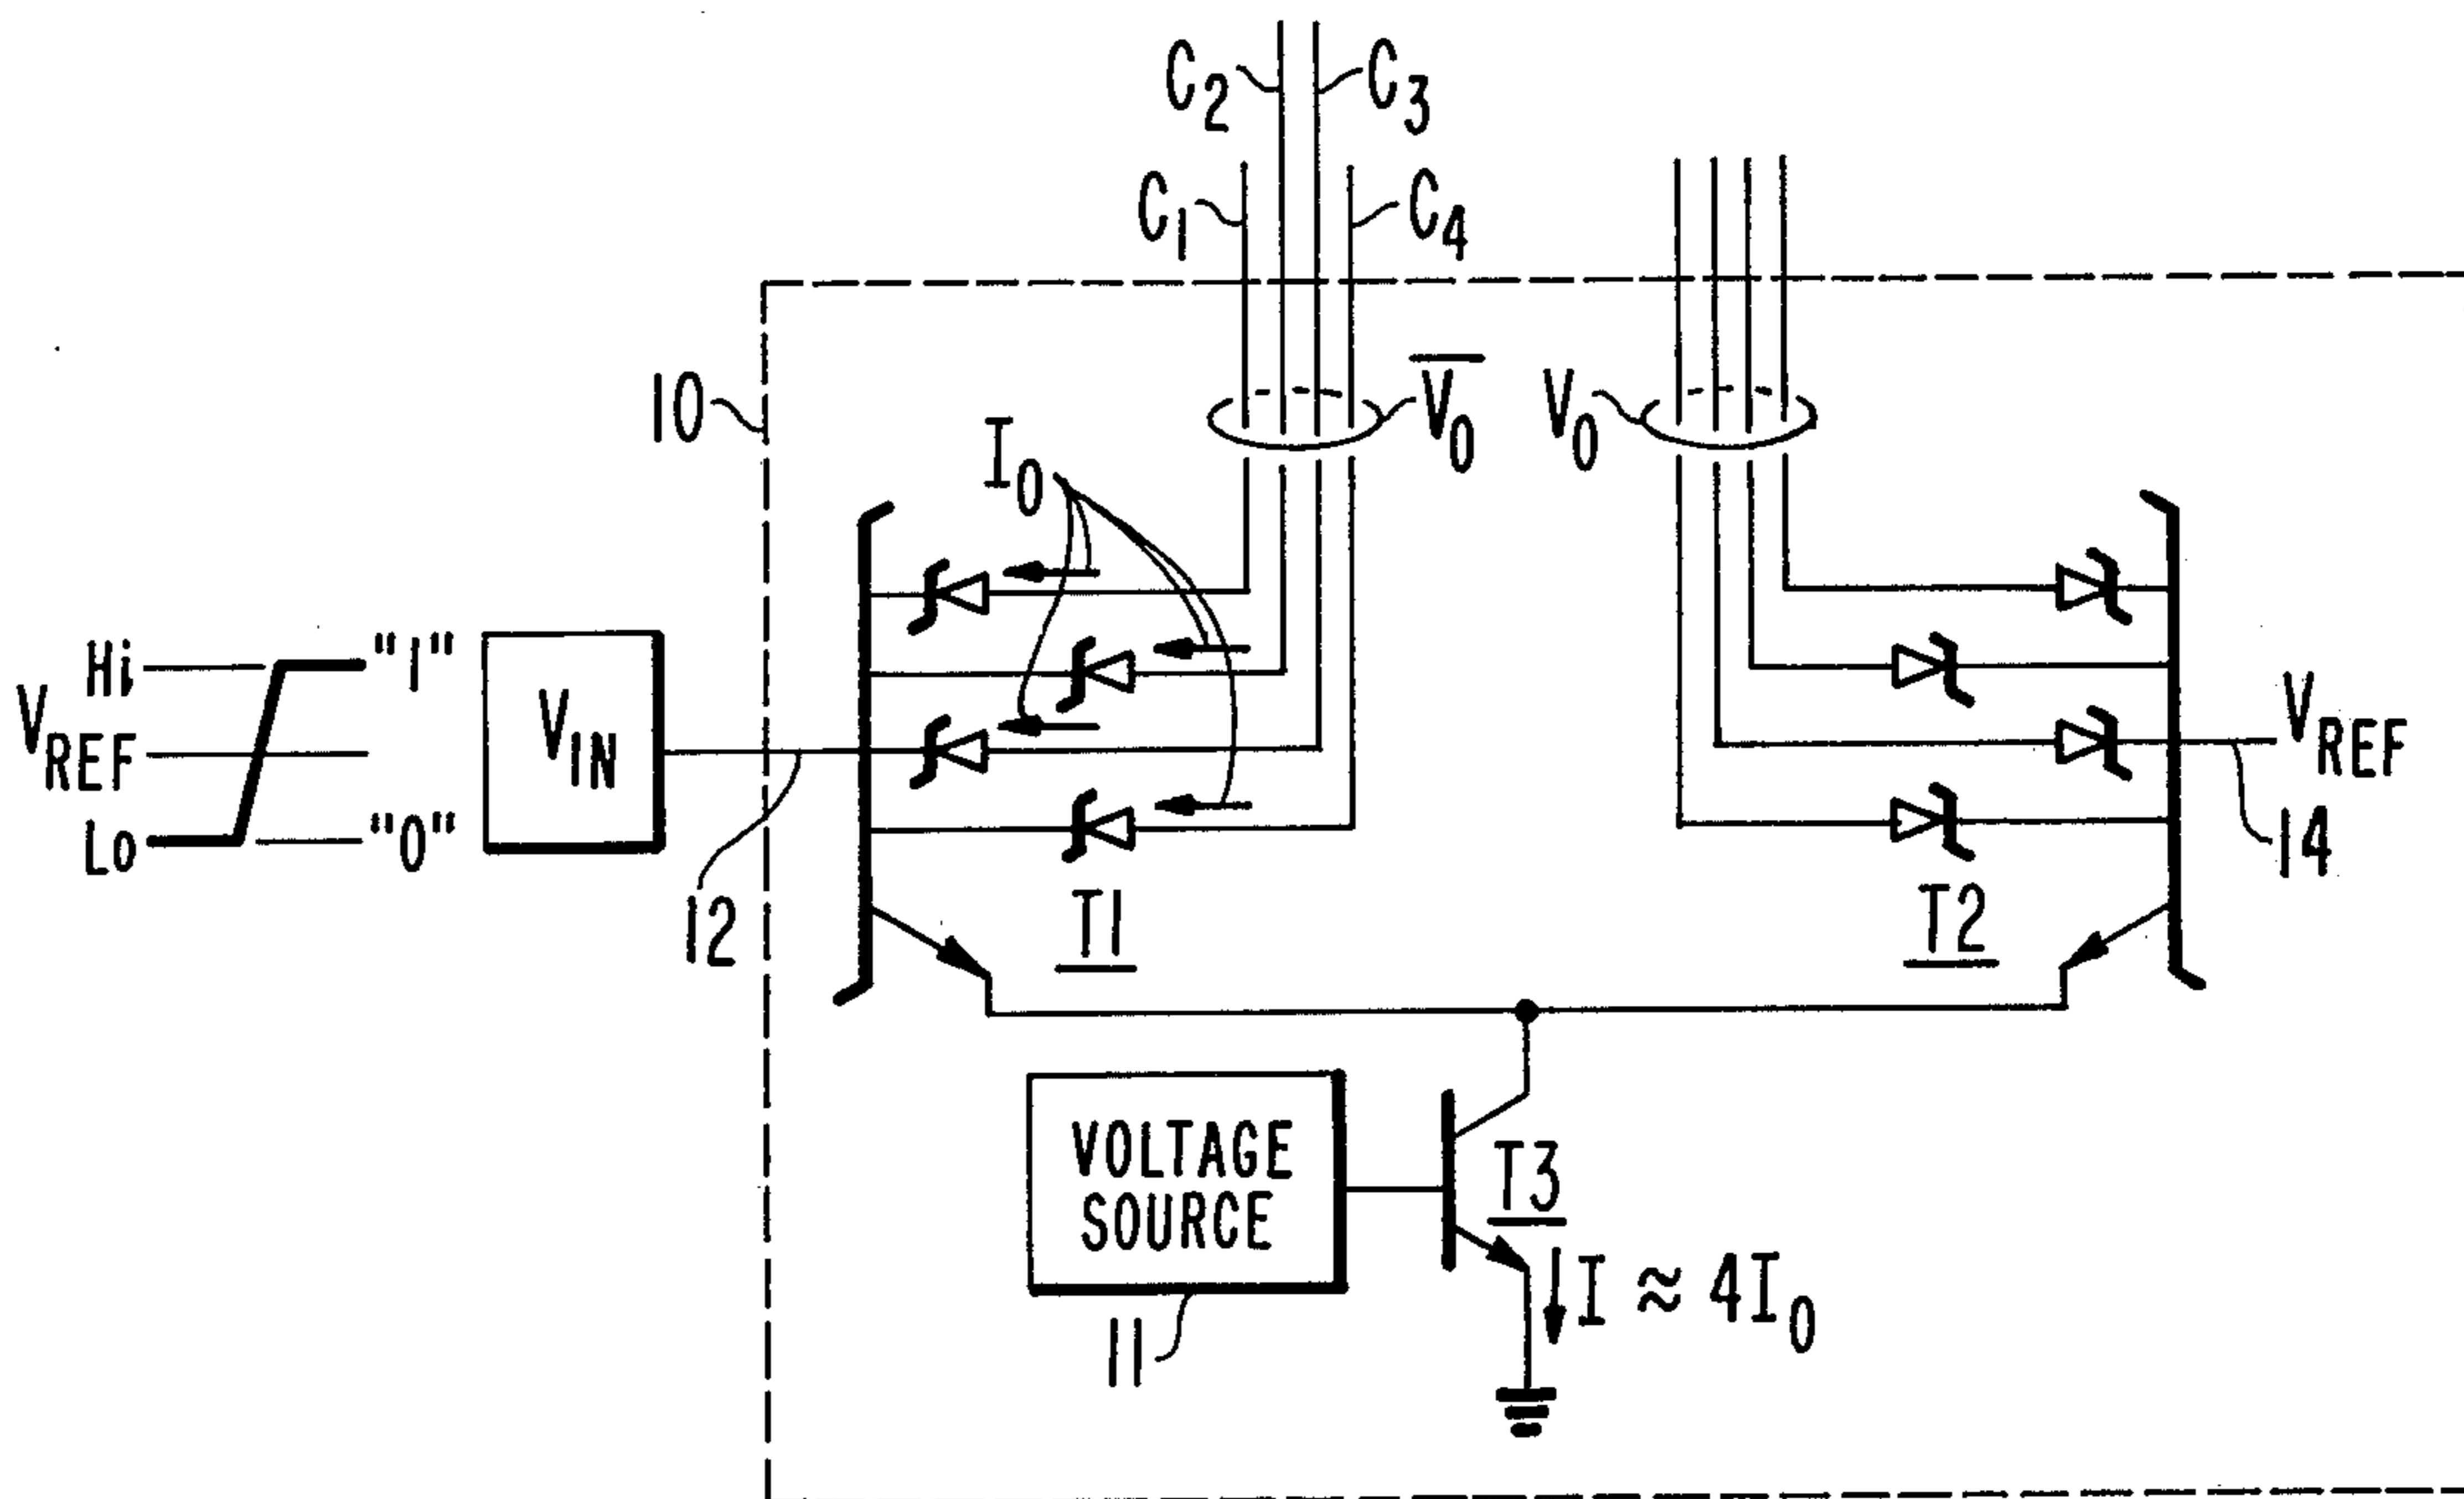 C2
C3
C1
C4
10
I0
V̅0
V0
Hi
"1"
VREF
VIN
Lo
"0"
VREF
14
12
T1
T2
VOLTAGE
SOURCE
T3
I ≈ 4I0
11